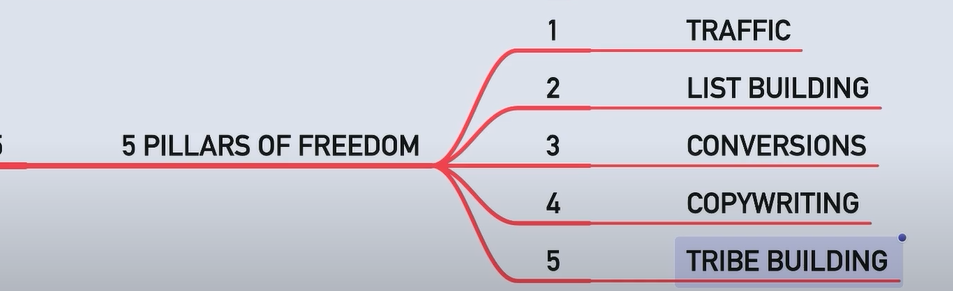 5 PILLARS OF FREEDOM
1 TRAFFIC
2 LIST BUILDING
3 CONVERSIONS
4 COPYWRITING
5 TRIBE BUILDING